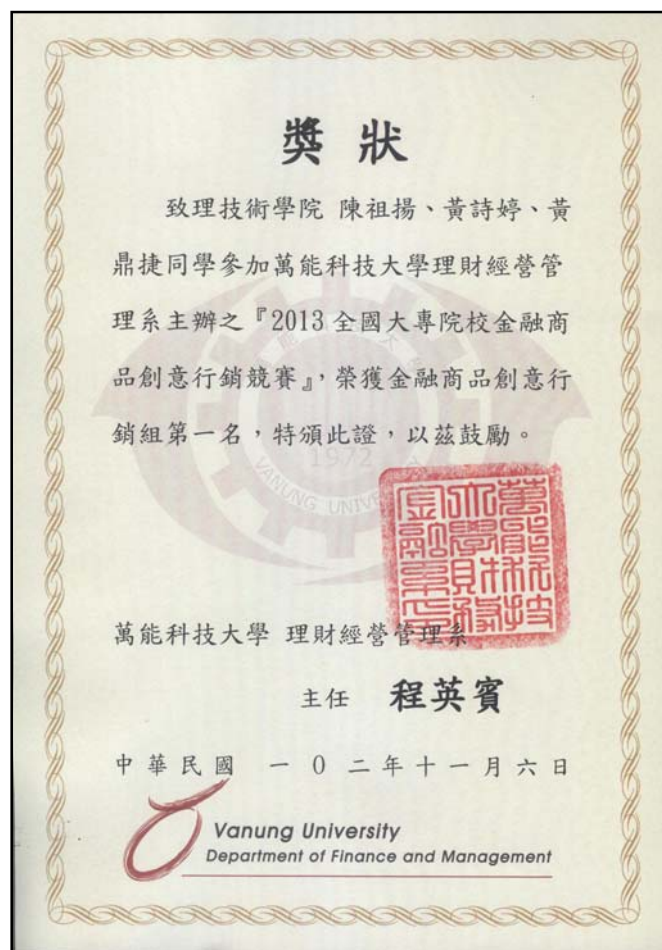 獎狀
致理技術學院 陳祖揚、黃詩婷、黃
鼎捷同學參加萬能科技大學理財經營管
理系主辦之『2013 全國大專院校金融商
品創意行銷競賽』，榮獲金融商品創意行
銷組第一名，特頒此證，以茲鼓勵。
1972
VANUNG UNIVE
萬能科技大學 理財經營管理系
主任 程英賓
中華民國 一０二年十一月六日
Vanung University
Department of Finance and Management